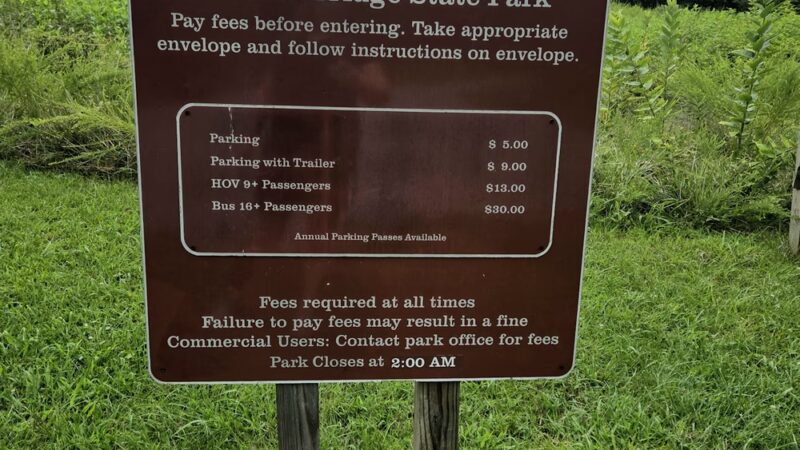 State Park
Pay fees before entering. Take appropriate
envelope and follow instructions on envelope.
Parking $ 5.00
Parking with Trailer $ 9.00
HOV 9+ Passengers $13.00
Bus 16+ Passengers $30.00
Annual Parking Passes Available
Fees required at all times
Failure to pay fees may result in a fine
Commercial Users: Contact park office for fees
Park Closes at 2:00 AM